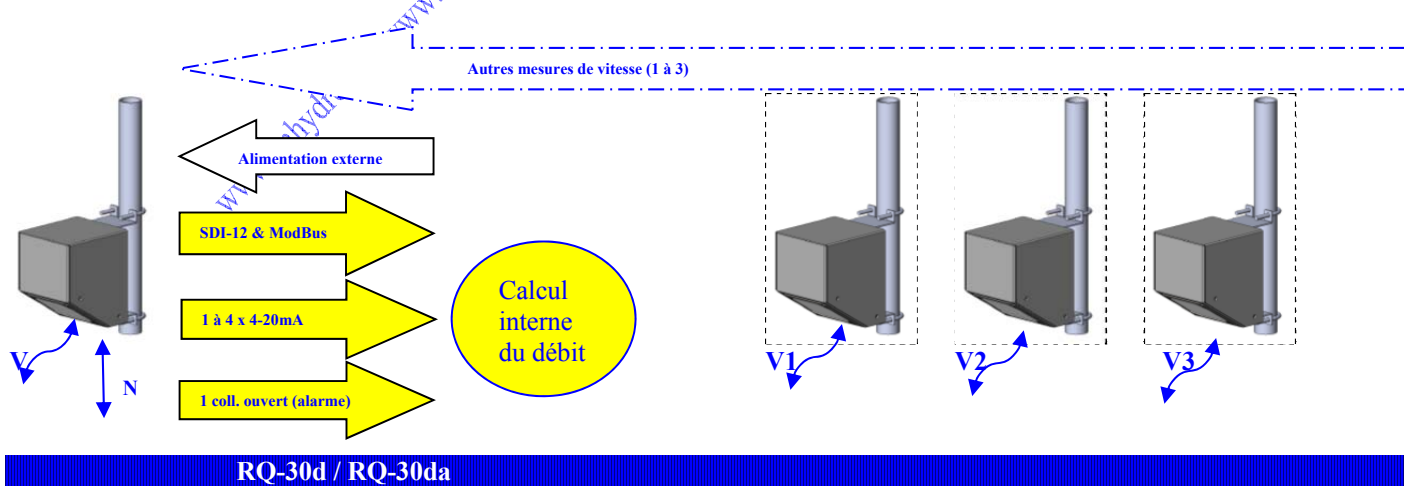 Autres mesures de vitesse (1 à 3)
Alimentation externe
SDI-12 & ModBus
1 à 4 x 4-20mA
1 coll. ouvert (alarme)
Calcul
interne
du débit
V
N
V1
V2
V3
RQ-30d / RQ-30da